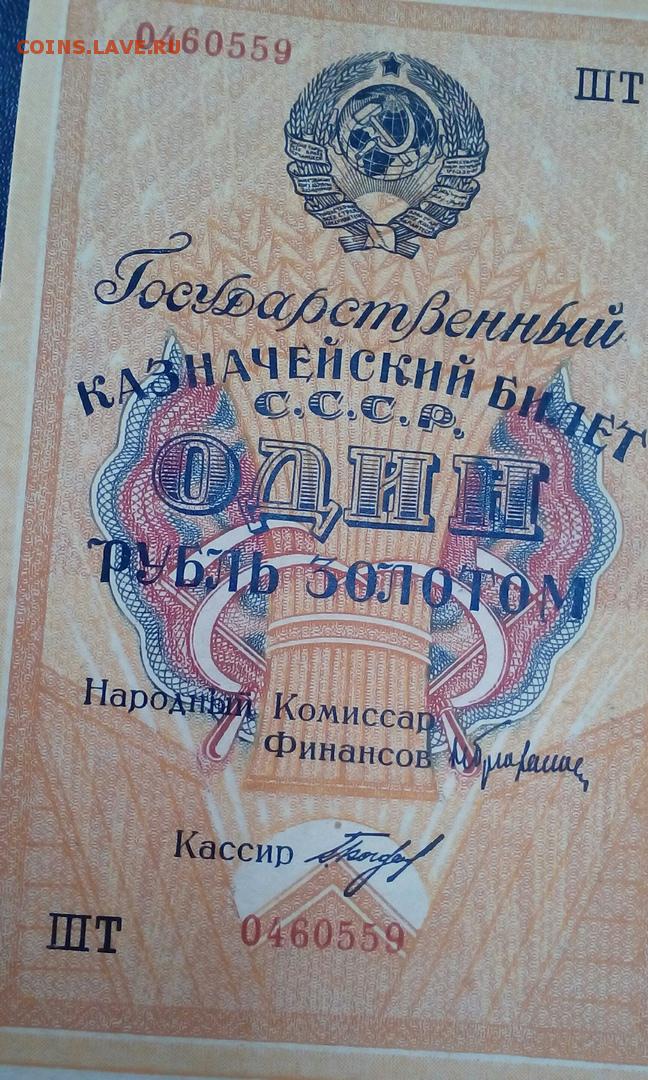 COINS.LAVE.RU
0460559
ШТ
Государственный
КАЗНАЧЕЙСКИЙ БИЛЕТ
С.С.С.Р.
ОДИН
РУБЛЬ ЗОЛОТОМ
Народный Комиссар
Финансов
Кассир
ШТ
0460559